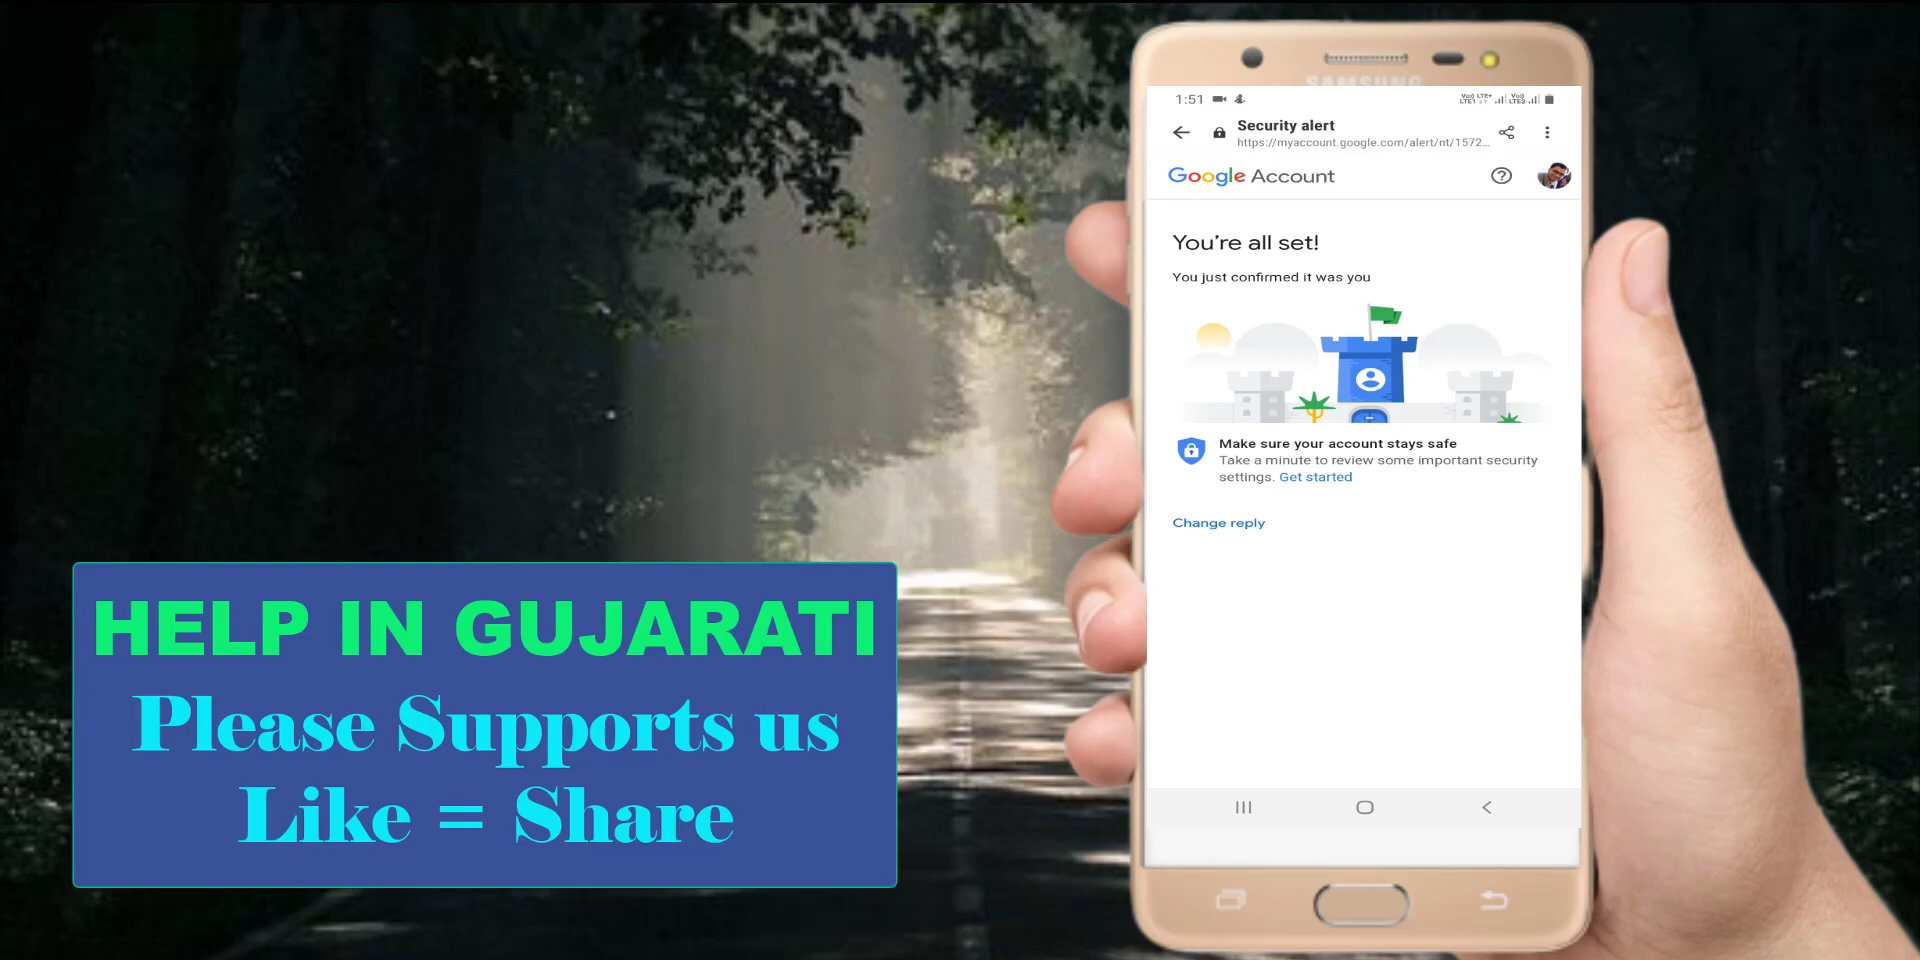 HELP IN GUJARATI
Please Supports us
Like = Share
SAMSUNG
1:51
Security alert
https://myaccount.google.com/alert/nt/1572...
Google Account
You're all set!
You just confirmed it was you
Make sure your account stays safe
Take a minute to review some important security
settings. Get started
Change reply